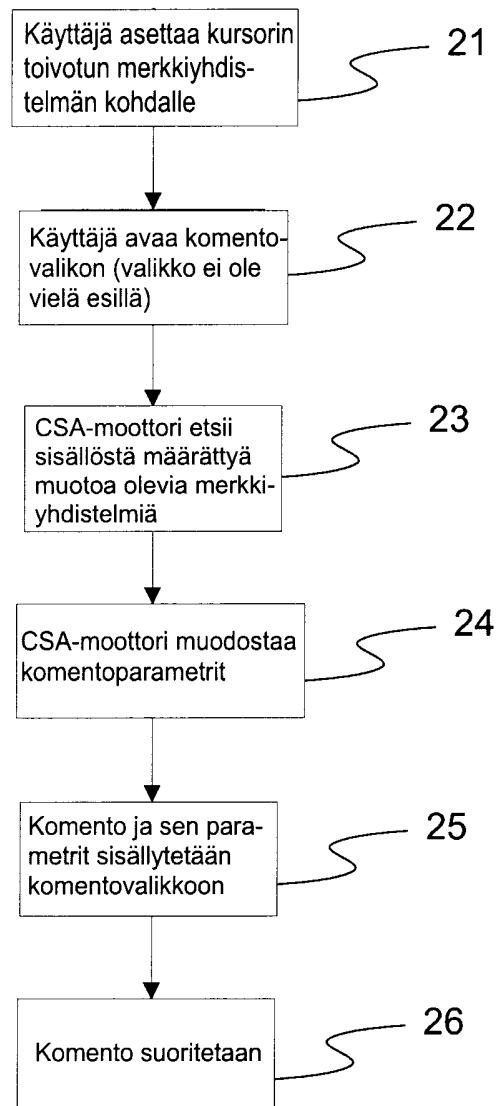 Käyttäjä asettaa kursorin
toivotun merkkiyhdis-
telmän kohdalle
21
Käyttäjä avaa komento-
valikon (valikko ei ole
vielä esillä)
22
CSA-moottori etsii
sisällöstä määrättyä
muotoa olevia merkki-
yhdistelmiä
23
CSA-moottori muodostaa
komentoparametrit
24
Komento ja sen para-
metrit sisällytetään
komentovalikkoon
25
Komento suoritetaan
26